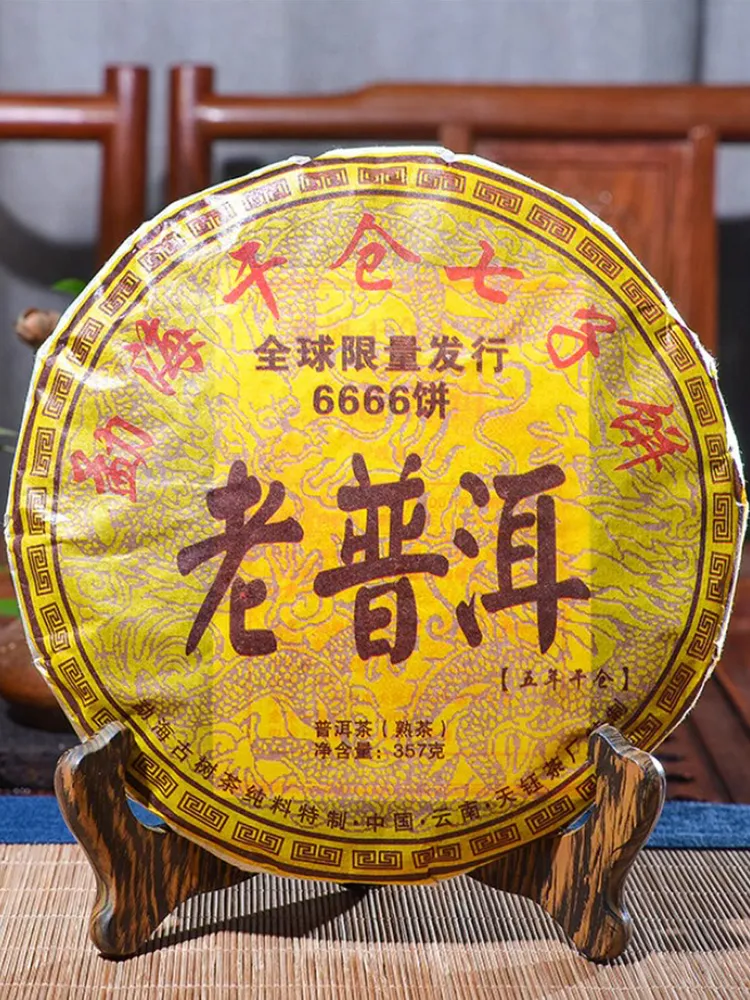 勐海干仓七子饼
全球限量发行
6666饼
老普洱
【五年干仓】
普洱茶（熟茶）
净含量：357克
勐海古树茶纯料特制·中国·云南·天钰茶厂